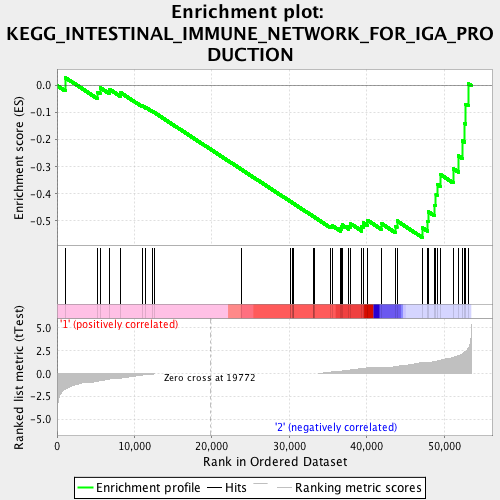 Enrichment plot:
KEGG_INTESTINAL_IMMUNE_NETWORK_FOR_IGA_PRO
DUCTION
Enrichment score (ES)
0.0
-0.1
-0.2
-0.3
-0.4
-0.5
'1' (positively correlated)
Ranked list metric (tTest)
5.0
2.5
0.0
-2.5
-5.0
Zero cross at 19772
'2' (negatively correlated)
0 10,000 20,000 30,000 40,000 50,000
Rank in Ordered Dataset
Enrichment profile Hits Ranking metric scores